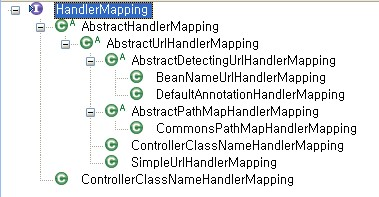 HandlerMapping
AbstractHandlerMapping
AbstractUrlHandlerMapping
AbstractDetectingUrlHandlerMapping
BeanNameUrlHandlerMapping
DefaultAnnotationHandlerMapping
AbstractPathMapHandlerMapping
CommonsPathMapHandlerMapping
ControllerClassNameHandlerMapping
SimpleUrlHandlerMapping
ControllerClassNameHandlerMapping